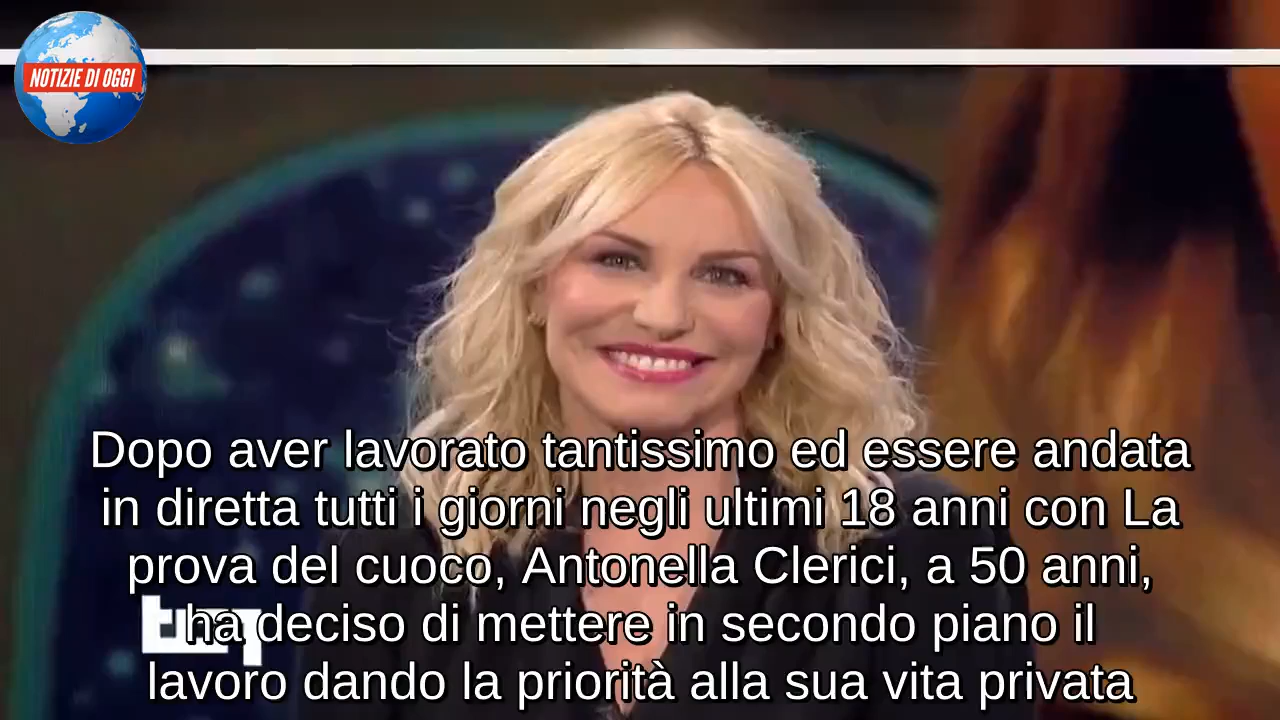 NOTIZIE DI OGGI
Dopo aver lavorato tantissimo ed essere andata
in diretta tutti i giorni negli ultimi 18 anni con La
prova del cuoco, Antonella Clerici, a 50 anni,
ha deciso di mettere in secondo piano il
lavoro dando la priorità alla sua vita privata